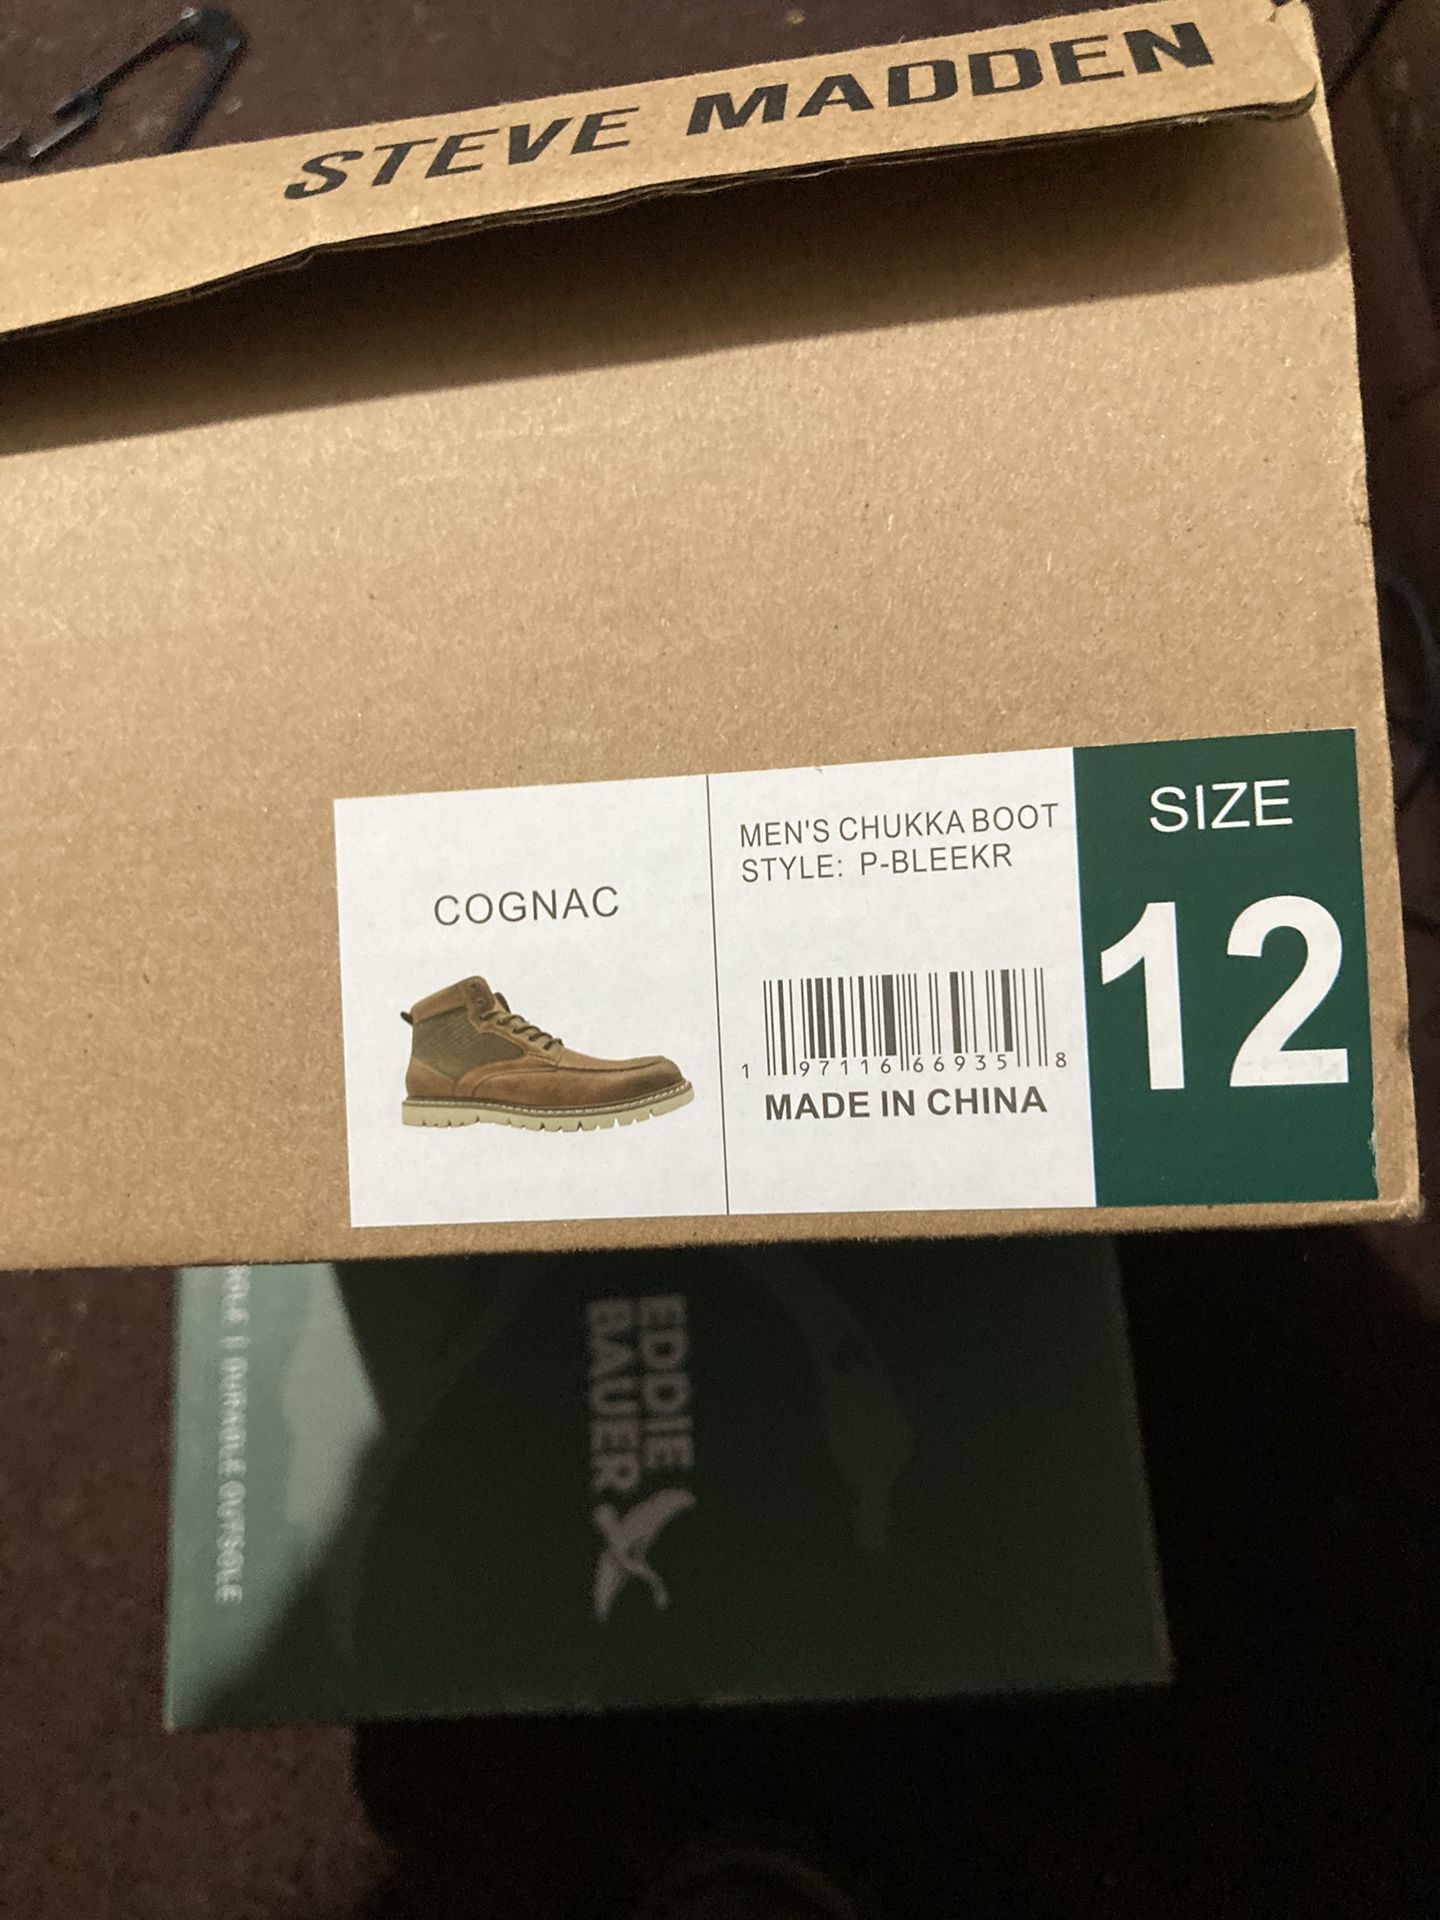 STEVE MADDEN
COGNAC
MEN'S CHUKKA BOOT
STYLE: P-BLEEKR
1 97116 66935 8
MADE IN CHINA
SIZE
12
EDDIE
BAUER
DURABLE OUTSOLE